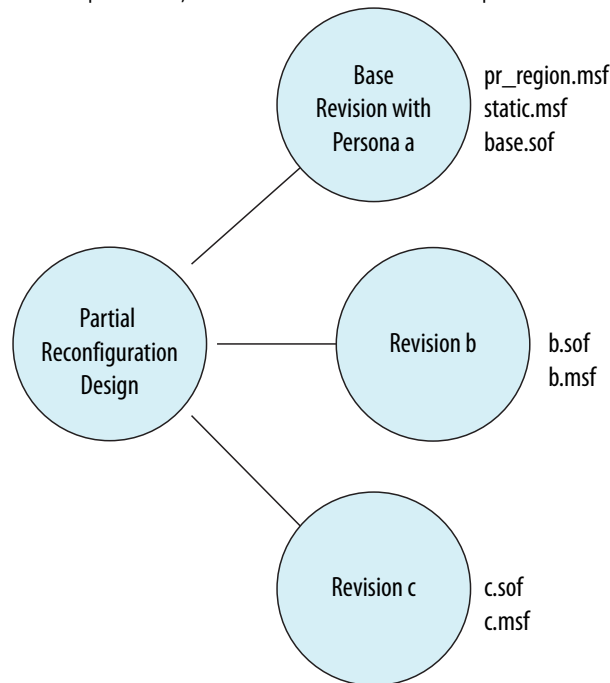 Base
Revision with
Persona a
pr_region.msf
static.msf
base.sof
Partial
Reconfiguration
Design
Revision b
b.sof
b.msf
Revision c
c.sof
c.msf